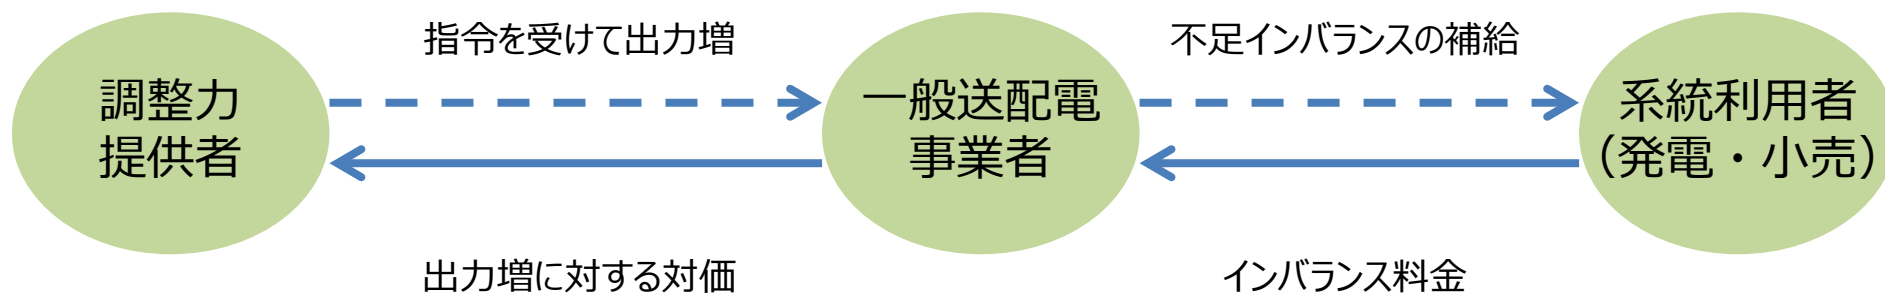 指令を受けて出力増
不足インバランスの補給
調整力
提供者
一般送配電
事業者
系統利用者
（発電・小売）
出力増に対する対価
インバランス料金